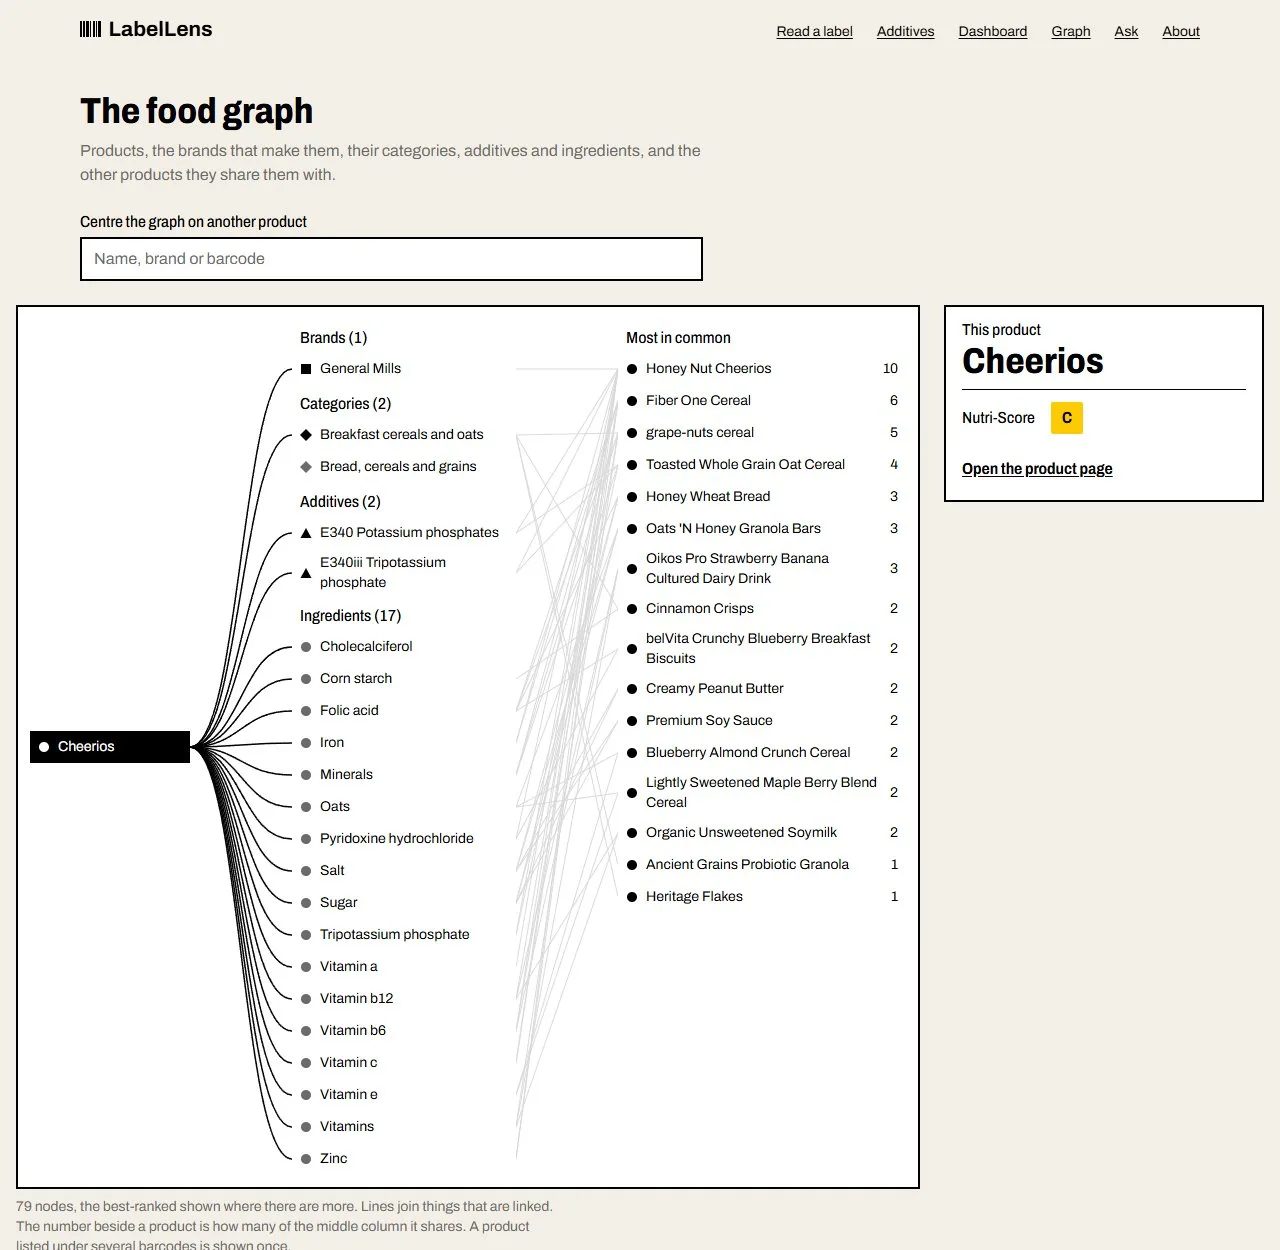 LabelLens
Read a label
Additives
Dashboard
Graph
Ask
About
The food graph
Products, the brands that make them, their categories, additives and ingredients, and the
other products they share them with.
Centre the graph on another product
Name, brand or barcode
Cheerios
Brands (1)
General Mills
Categories (2)
Breakfast cereals and oats
Bread, cereals and grains
Additives (2)
E340 Potassium phosphates
E340iii Tripotassium
phosphate
Ingredients (17)
Cholecalciferol
Corn starch
Folic acid
Iron
Minerals
Oats
Pyridoxine hydrochloride
Salt
Sugar
Tripotassium phosphate
Vitamin a
Vitamin b12
Vitamin b6
Vitamin c
Vitamin e
Vitamins
Zinc
Most in common
Honey Nut Cheerios 10
Fiber One Cereal 6
grape-nuts cereal 5
Toasted Whole Grain Oat Cereal 4
Honey Wheat Bread 3
Oats 'N Honey Granola Bars 3
Oikos Pro Strawberry Banana
Cultured Dairy Drink 3
Cinnamon Crisps 2
belVita Crunchy Blueberry Breakfast
Biscuits 2
Creamy Peanut Butter 2
Premium Soy Sauce 2
Blueberry Almond Crunch Cereal 2
Lightly Sweetened Maple Berry Blend
Cereal 2
Organic Unsweetened Soymilk 2
Ancient Grains Probiotic Granola 1
Heritage Flakes 1
This product
Cheerios
Nutri-Score C
Open the product page
79 nodes, the best-ranked shown where there are more. Lines join things that are linked.
The number beside a product is how many of the middle column it shares. A product
listed under several barcodes is shown once.